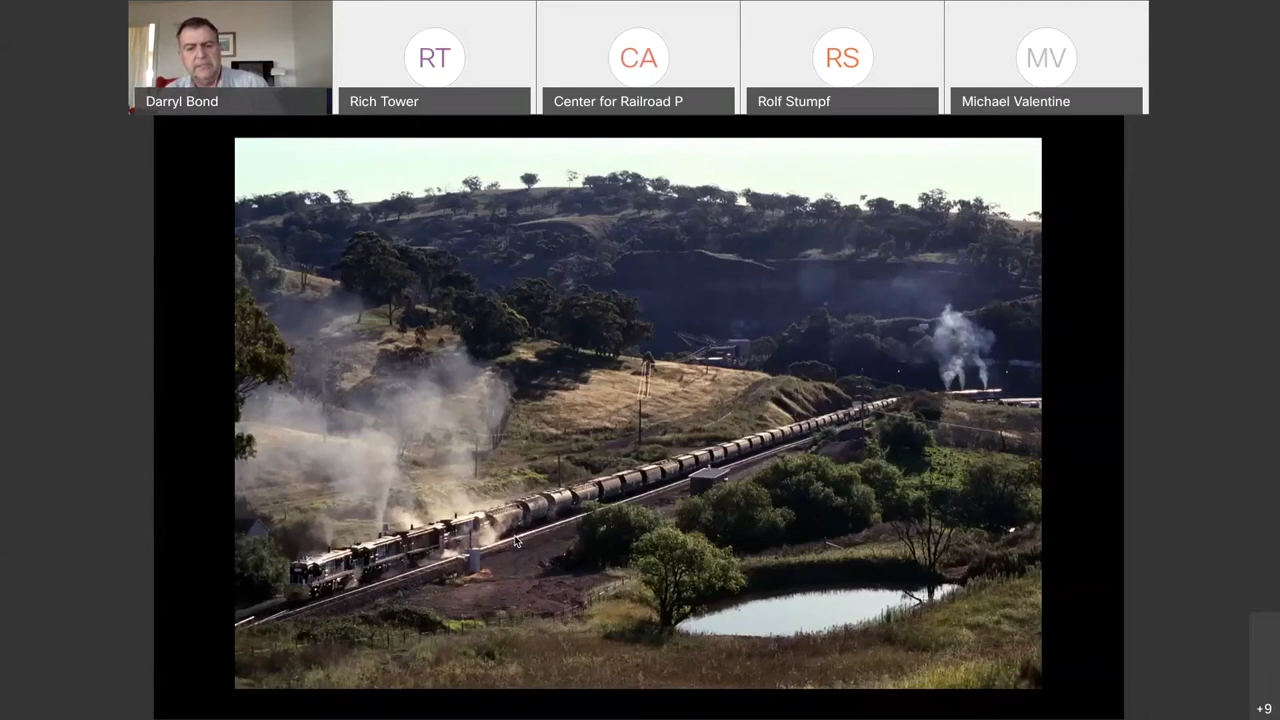 RT
CA
RS
MV
Darryl Bond
Rich Tower
Center for Railroad P
Rolf Stumpf
Michael Valentine
+9